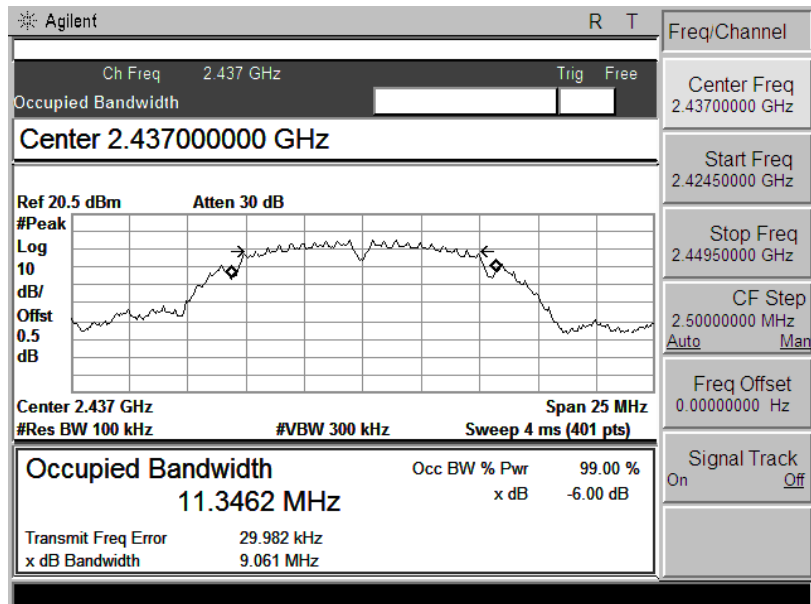 Agilent R T
Freq/Channel
Ch Freq 2.437 GHz Trig Free
Occupied Bandwidth
Center 2.437000000 GHz
Ref 20.5 dBm Atten 30 dB
#Peak
Log
10
dB/
Offst
0.5
dB
Center 2.437 GHz Span 25 MHz
#Res BW 100 kHz #VBW 300 kHz Sweep 4 ms (401 pts)
Occupied Bandwidth
11.3462 MHz
Occ BW % Pwr 99.00 %
x dB -6.00 dB
Transmit Freq Error 29.982 kHz
x dB Bandwidth 9.061 MHz
Center Freq
2.43700000 GHz
Start Freq
2.42450000 GHz
Stop Freq
2.44950000 GHz
CF Step
2.50000000 MHz
Auto Man
Freq Offset
0.00000000 Hz
Signal Track
On Off